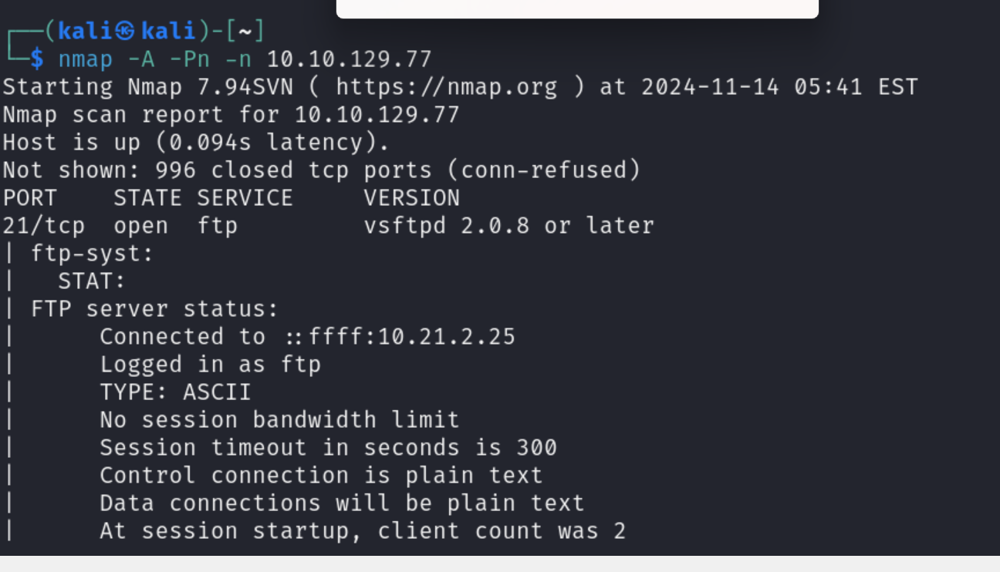 ┌──(kali㉿kali)-[~]
└─$ nmap -A -Pn -n 10.10.129.77
Starting Nmap 7.94SVN ( https://nmap.org ) at 2024-11-14 05:41 EST
Nmap scan report for 10.10.129.77
Host is up (0.094s latency).
Not shown: 996 closed tcp ports (conn-refused)
PORT    STATE SERVICE     VERSION
21/tcp  open  ftp         vsftpd 2.0.8 or later
| ftp-syst:
|   STAT:
| FTP server status:
|      Connected to ::ffff:10.21.2.25
|      Logged in as ftp
|      TYPE: ASCII
|      No session bandwidth limit
|      Session timeout in seconds is 300
|      Control connection is plain text
|      Data connections will be plain text
|      At session startup, client count was 2